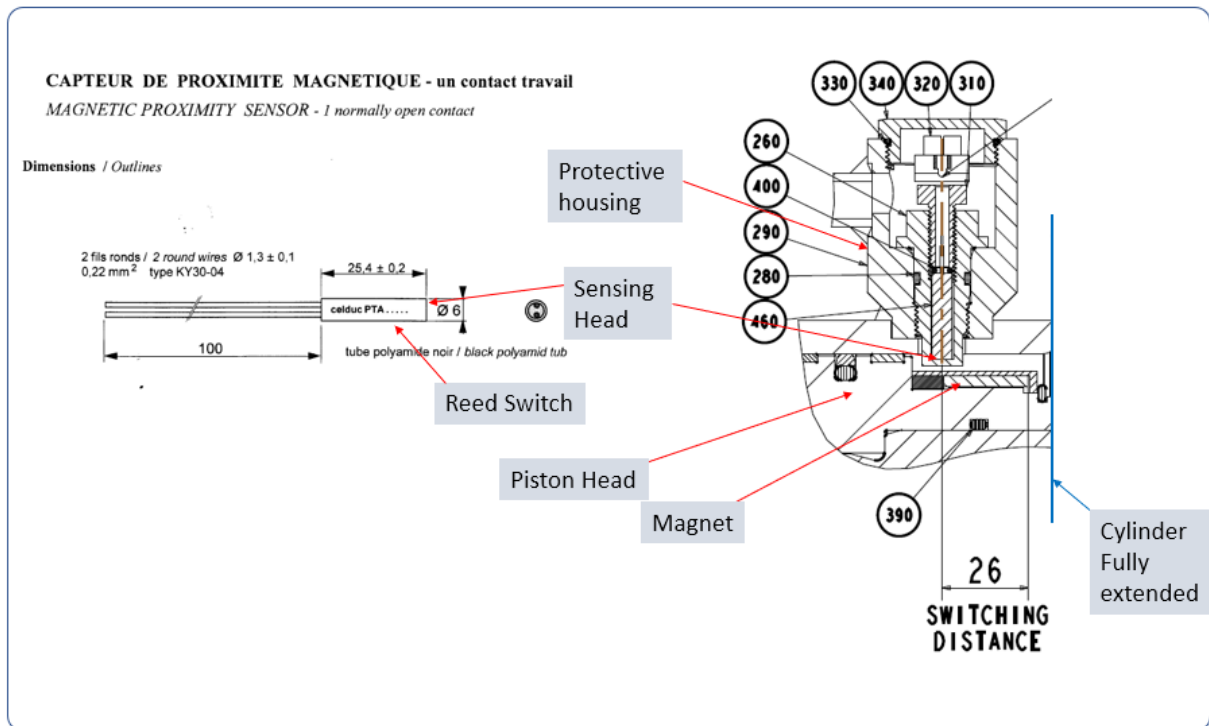 CAPTEUR DE PROXIMITE MAGNETIQUE - un contact travail
MAGNETIC PROXIMITY SENSOR - 1 normally open contact
Dimensions / Outlines
2 fils ronds / 2 round wires Ø 1,3 ± 0,1
0,22 mm² type KY30-04
25,4 ± 0,2
celduc PTA.....
Ø 6
100
tube polyamide noir / black polyamid tub
Reed Switch
Protective
housing
Sensing
Head
Piston Head
Magnet
330
340
320
310
260
400
290
280
460
390
26
SWITCHING
DISTANCE
Cylinder
Fully
extended